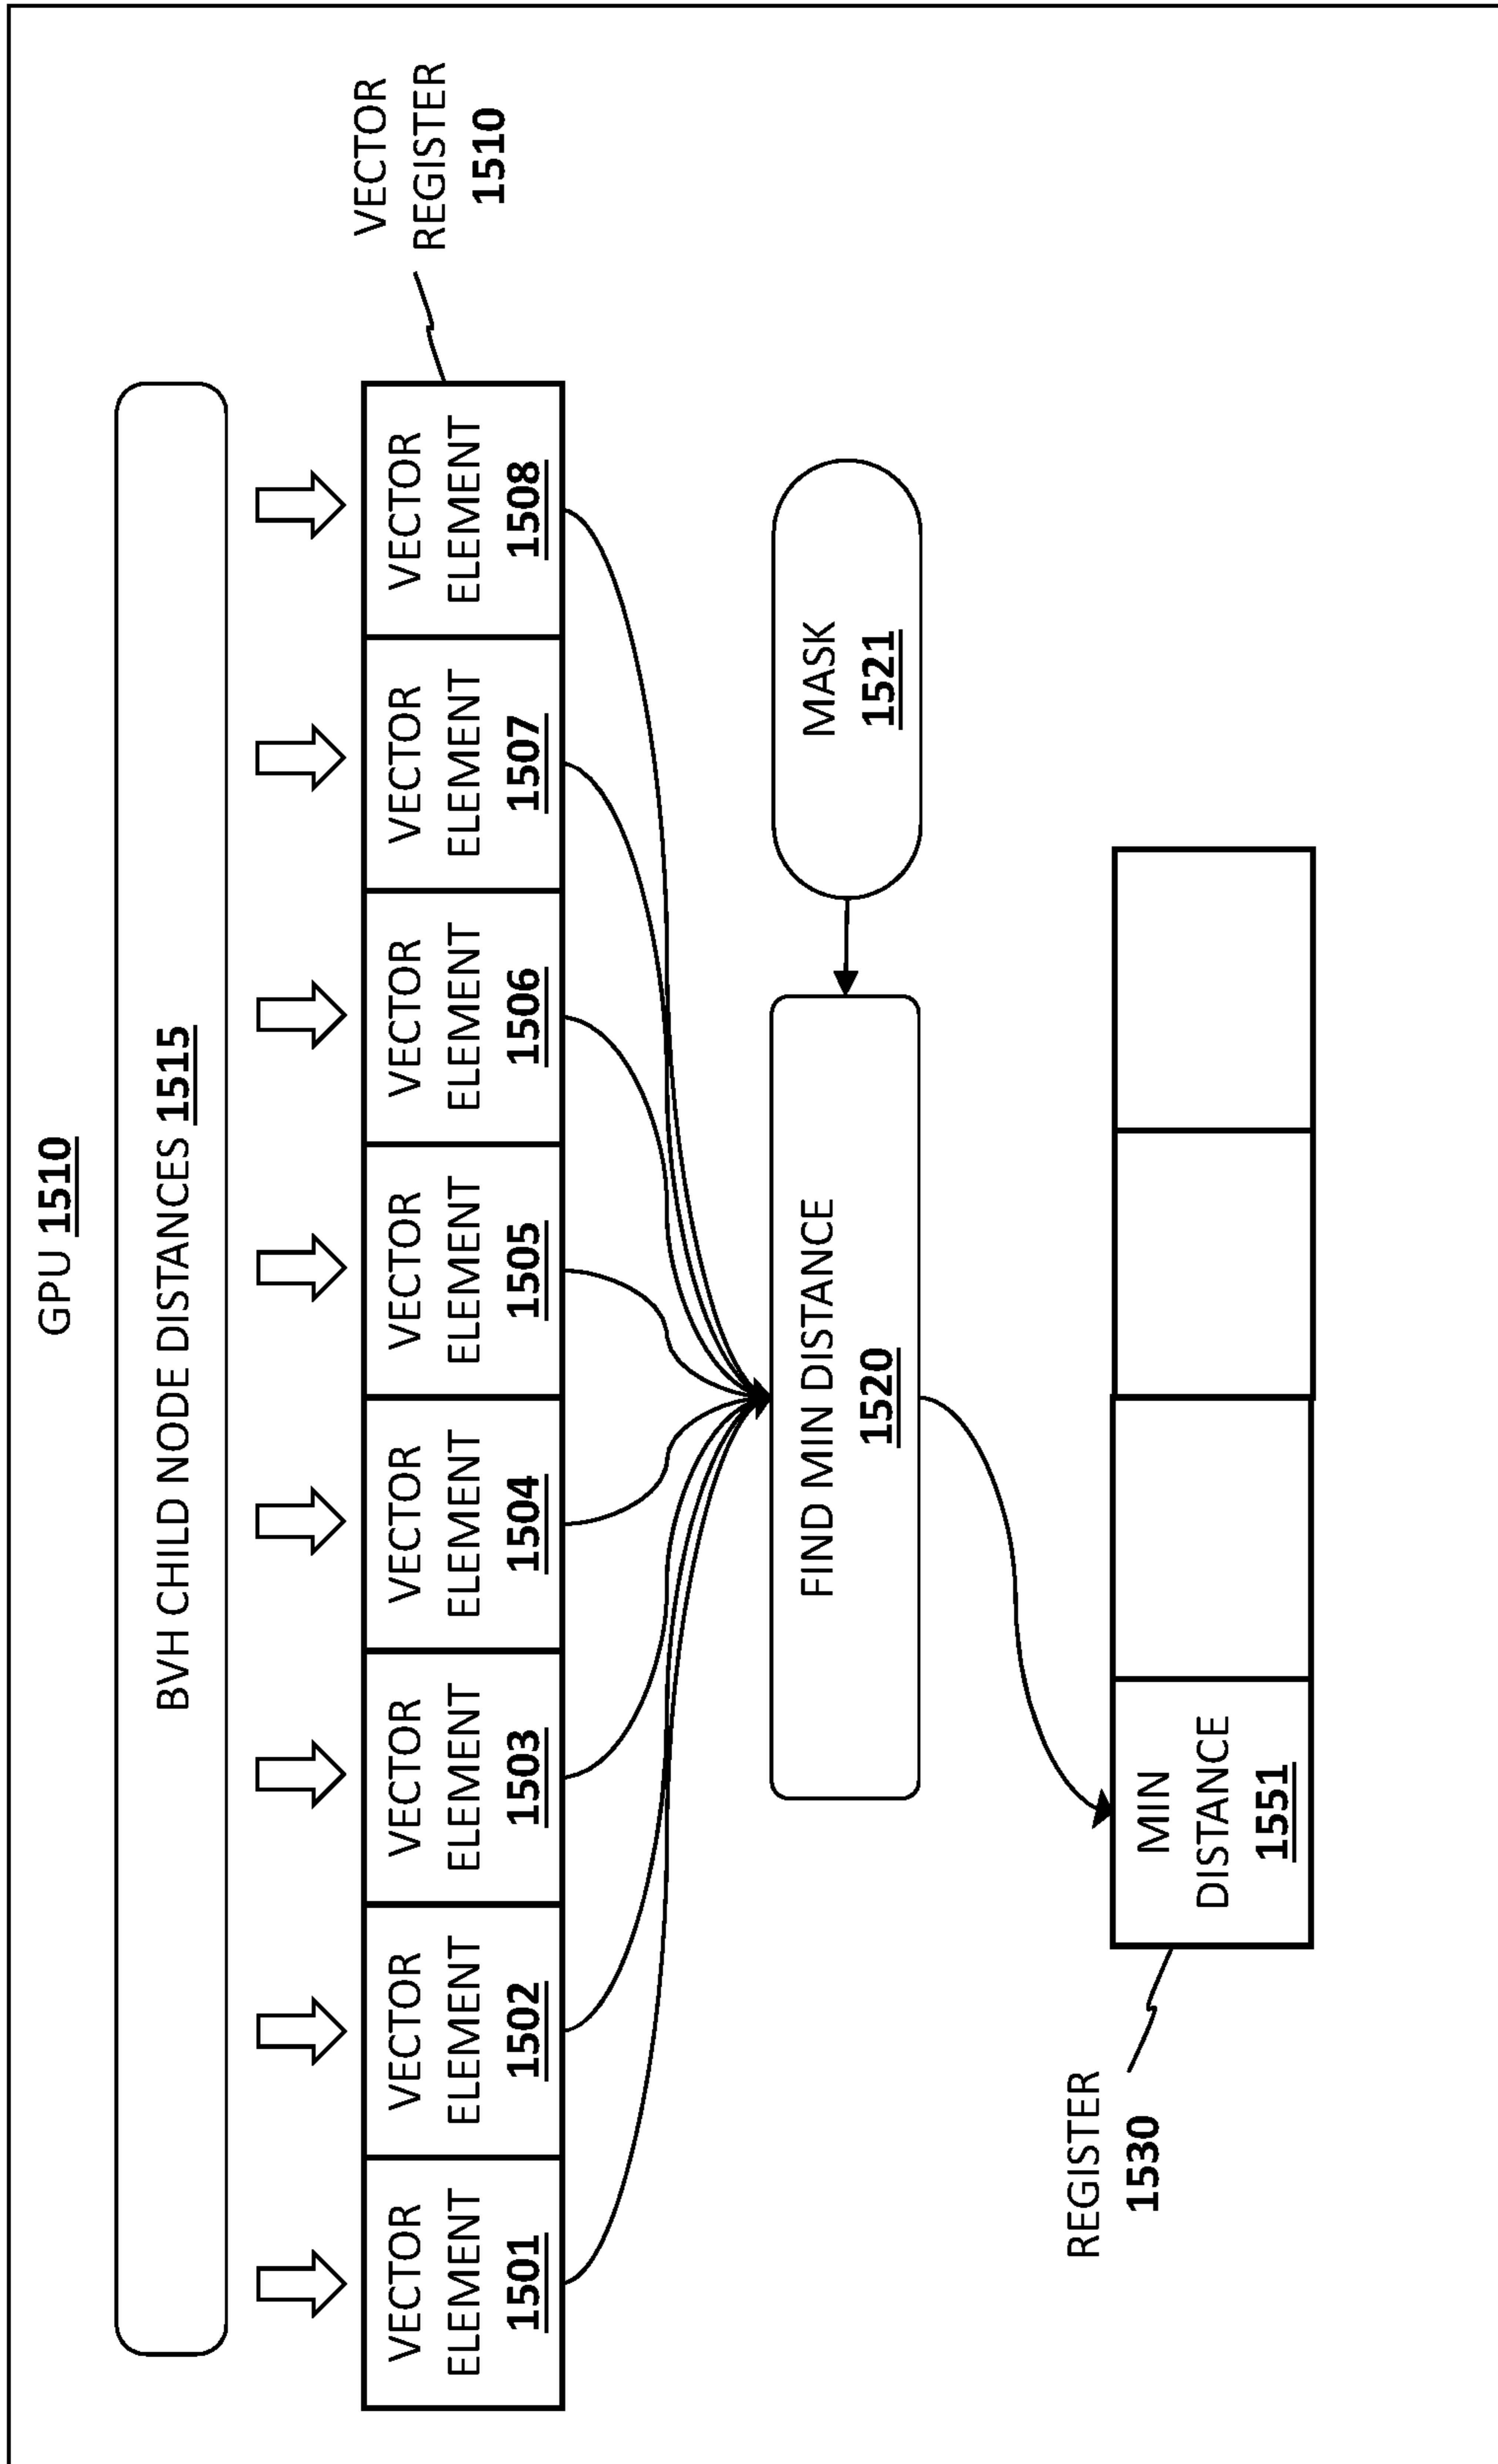 GPU 1510
BVH CHILD NODE DISTANCES 1515
VECTOR
REGISTER
1510
VECTOR
ELEMENT
1501
VECTOR
ELEMENT
1502
VECTOR
ELEMENT
1503
VECTOR
ELEMENT
1504
VECTOR
ELEMENT
1505
VECTOR
ELEMENT
1506
VECTOR
ELEMENT
1507
VECTOR
ELEMENT
1508
FIND MIN DISTANCE
1520
MASK
1521
REGISTER
1530
MIN
DISTANCE
1551